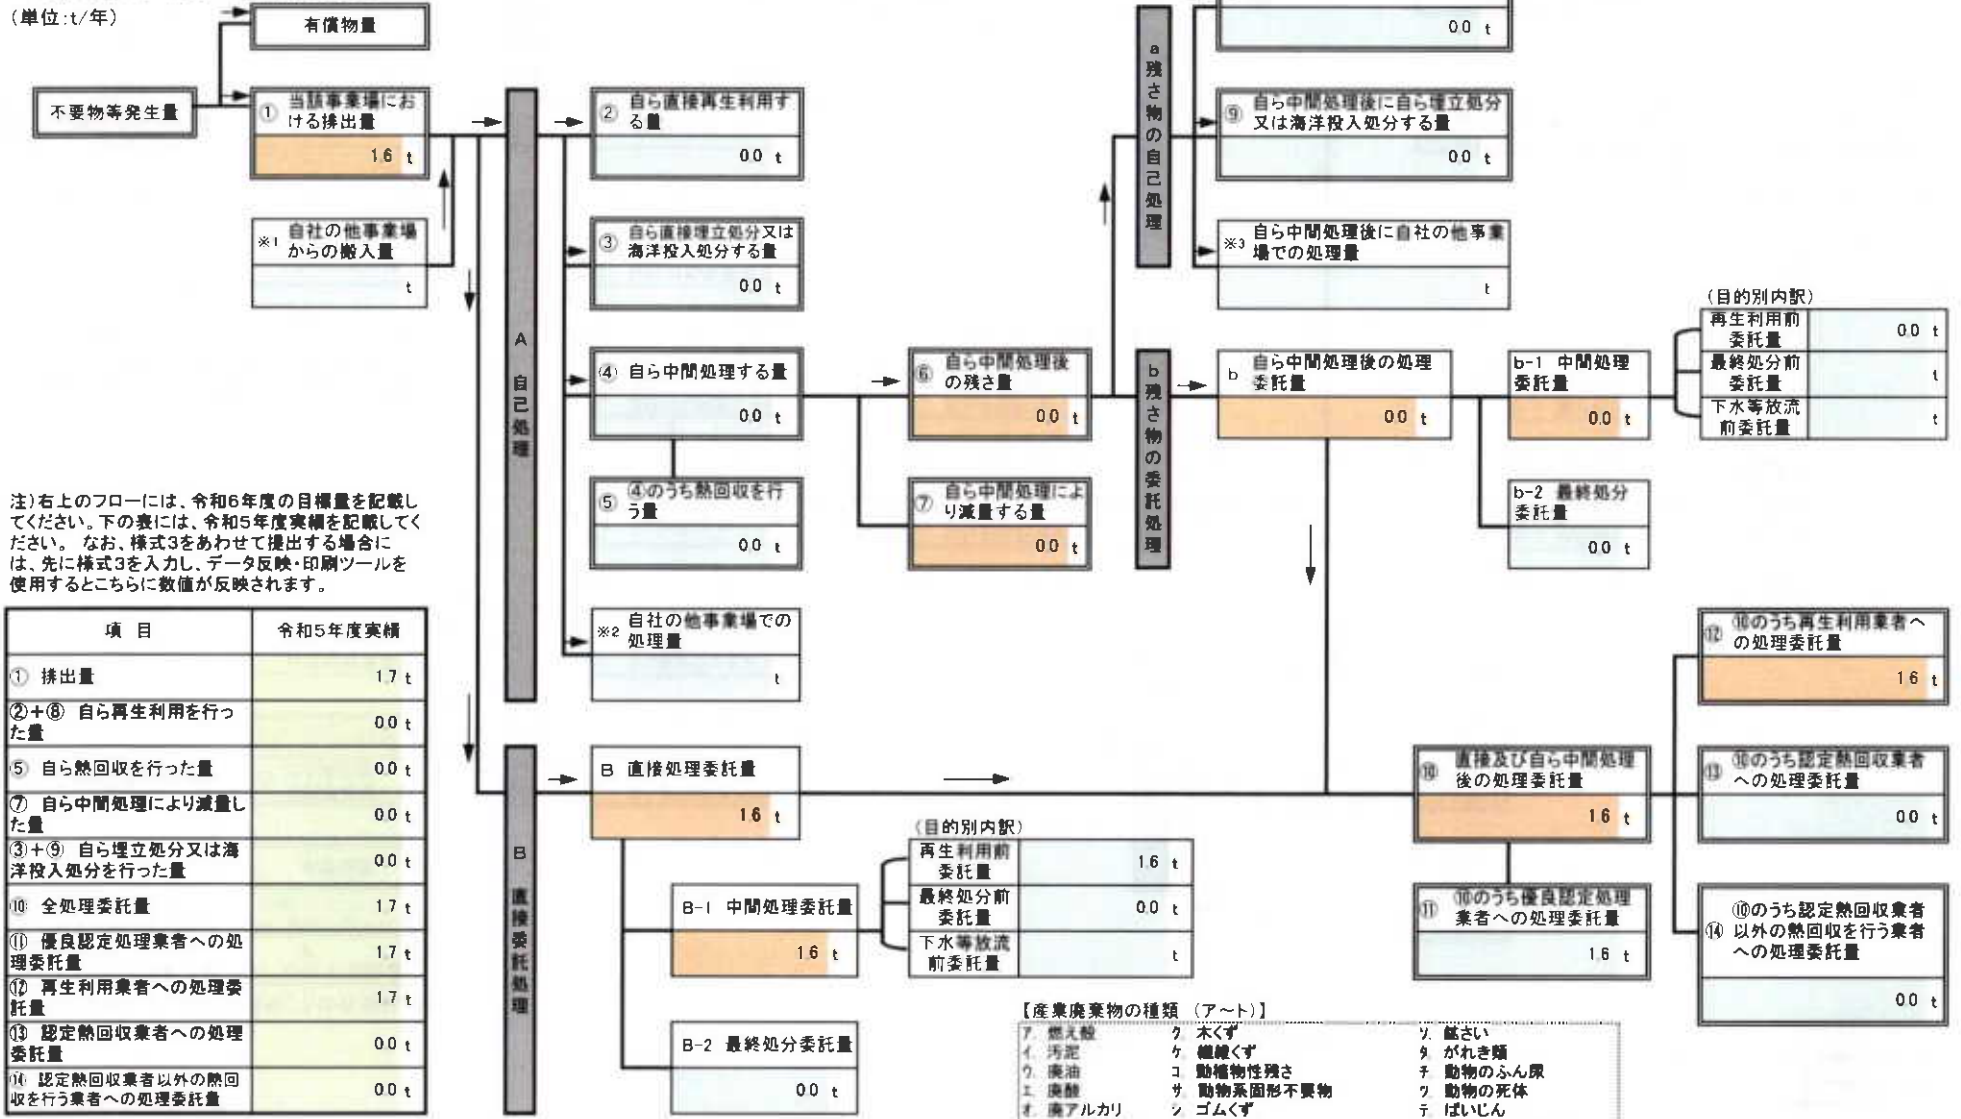 (単位:t/年)
有償物量
不要物等発生量
① 当該事業場にお
ける排出量
1.6 t
※1 自社の他事業場
からの搬入量
t
A 自己処理
② 自ら直接再生利用す
る量
0.0 t
③ 自ら直接埋立処分又は
海洋投入処分する量
0.0 t
④ 自ら中間処理する量
0.0 t
⑤ ④のうち熱回収を行
う量
0.0 t
※2 自社の他事業場での
処理量
t
⑥ 自ら中間処理後
の残さ量
0.0 t
⑦ 自ら中間処理によ
り減量する量
0.0 t
a 残さ物の自己処理
0.0 t
⑨ 自ら中間処理後に自ら埋立処分
又は海洋投入処分する量
0.0 t
※3 自ら中間処理後に自社の他事業
場での処理量
t
b 残さ物の委託処理
b 自ら中間処理後の処理
委託量
0.0 t
b-1 中間処理
委託量
0.0 t
(目的別内訳)
再生利用前
委託量
0.0 t
最終処分前
委託量
t
下水等放流
前委託量
t
b-2 最終処分
委託量
0.0 t
注)右上のフローには、令和6年度の目標量を記載し
てください。下の表には、令和5年度実績を記載してく
ださい。 なお、様式3をあわせて提出する場合に
は、先に様式3を入力し、データ反映・印刷ツールを
使用するとこちらに数値が反映されます。
項 目 令和5年度実績
① 排出量 1.7 t
②+⑧ 自ら再生利用を行っ
た量
0.0 t
⑤ 自ら熱回収を行った量 0.0 t
⑦ 自ら中間処理により減量し
た量
0.0 t
③+⑨ 自ら埋立処分又は海
洋投入処分を行った量
0.0 t
⑩ 全処理委託量 1.7 t
⑪ 優良認定処理業者への処
理委託量
1.7 t
⑫ 再生利用業者への処理委
託量
1.7 t
⑬ 認定熱回収業者への処理
委託量
0.0 t
⑭ 認定熱回収業者以外の熱回
収を行う業者への処理委託量
0.0 t
B 直接委託処理
B 直接処理委託量
1.6 t
B-1 中間処理委託量
1.6 t
(目的別内訳)
再生利用前
委託量
1.6 t
最終処分前
委託量
0.0 t
下水等放流
前委託量
t
B-2 最終処分委託量
0.0 t
⑩ 直接及び自ら中間処理
後の処理委託量
1.6 t
⑪ ⑩のうち優良認定処理
業者への処理委託量
1.6 t
⑫ ⑩のうち再生利用業者へ
の処理委託量
1.6 t
⑬ ⑩のうち認定熱回収業者
への処理委託量
0.0 t
⑭ ⑩のうち認定熱回収業者
以外の熱回収を行う業者
への処理委託量
0.0 t
【産業廃棄物の種類 (ア〜ト)】
ア. 燃え殻 ク. 木くず ソ. 鉱さい
イ. 汚泥 ケ. 繊維くず タ. がれき類
ウ. 廃油 コ. 動植物性残さ チ. 動物のふん尿
エ. 廃酸 サ. 動物系固形不要物 ツ. 動物の死体
オ. 廃アルカリ シ. ゴムくず テ. ばいじん